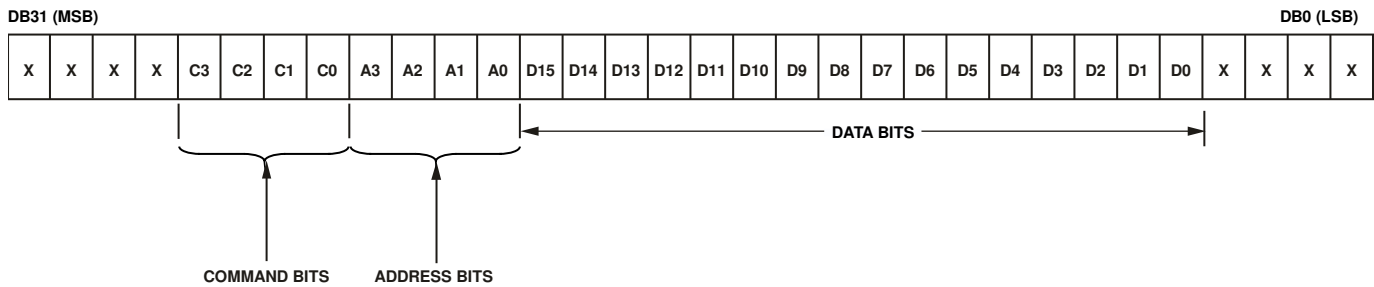 DB31 (MSB) DB0 (LSB)
X X X X C3 C2 C1 C0 A3 A2 A1 A0 D15 D14 D13 D12 D11 D10 D9 D8 D7 D6 D5 D4 D3 D2 D1 D0 X X X X
DATA BITS
COMMAND BITS ADDRESS BITS